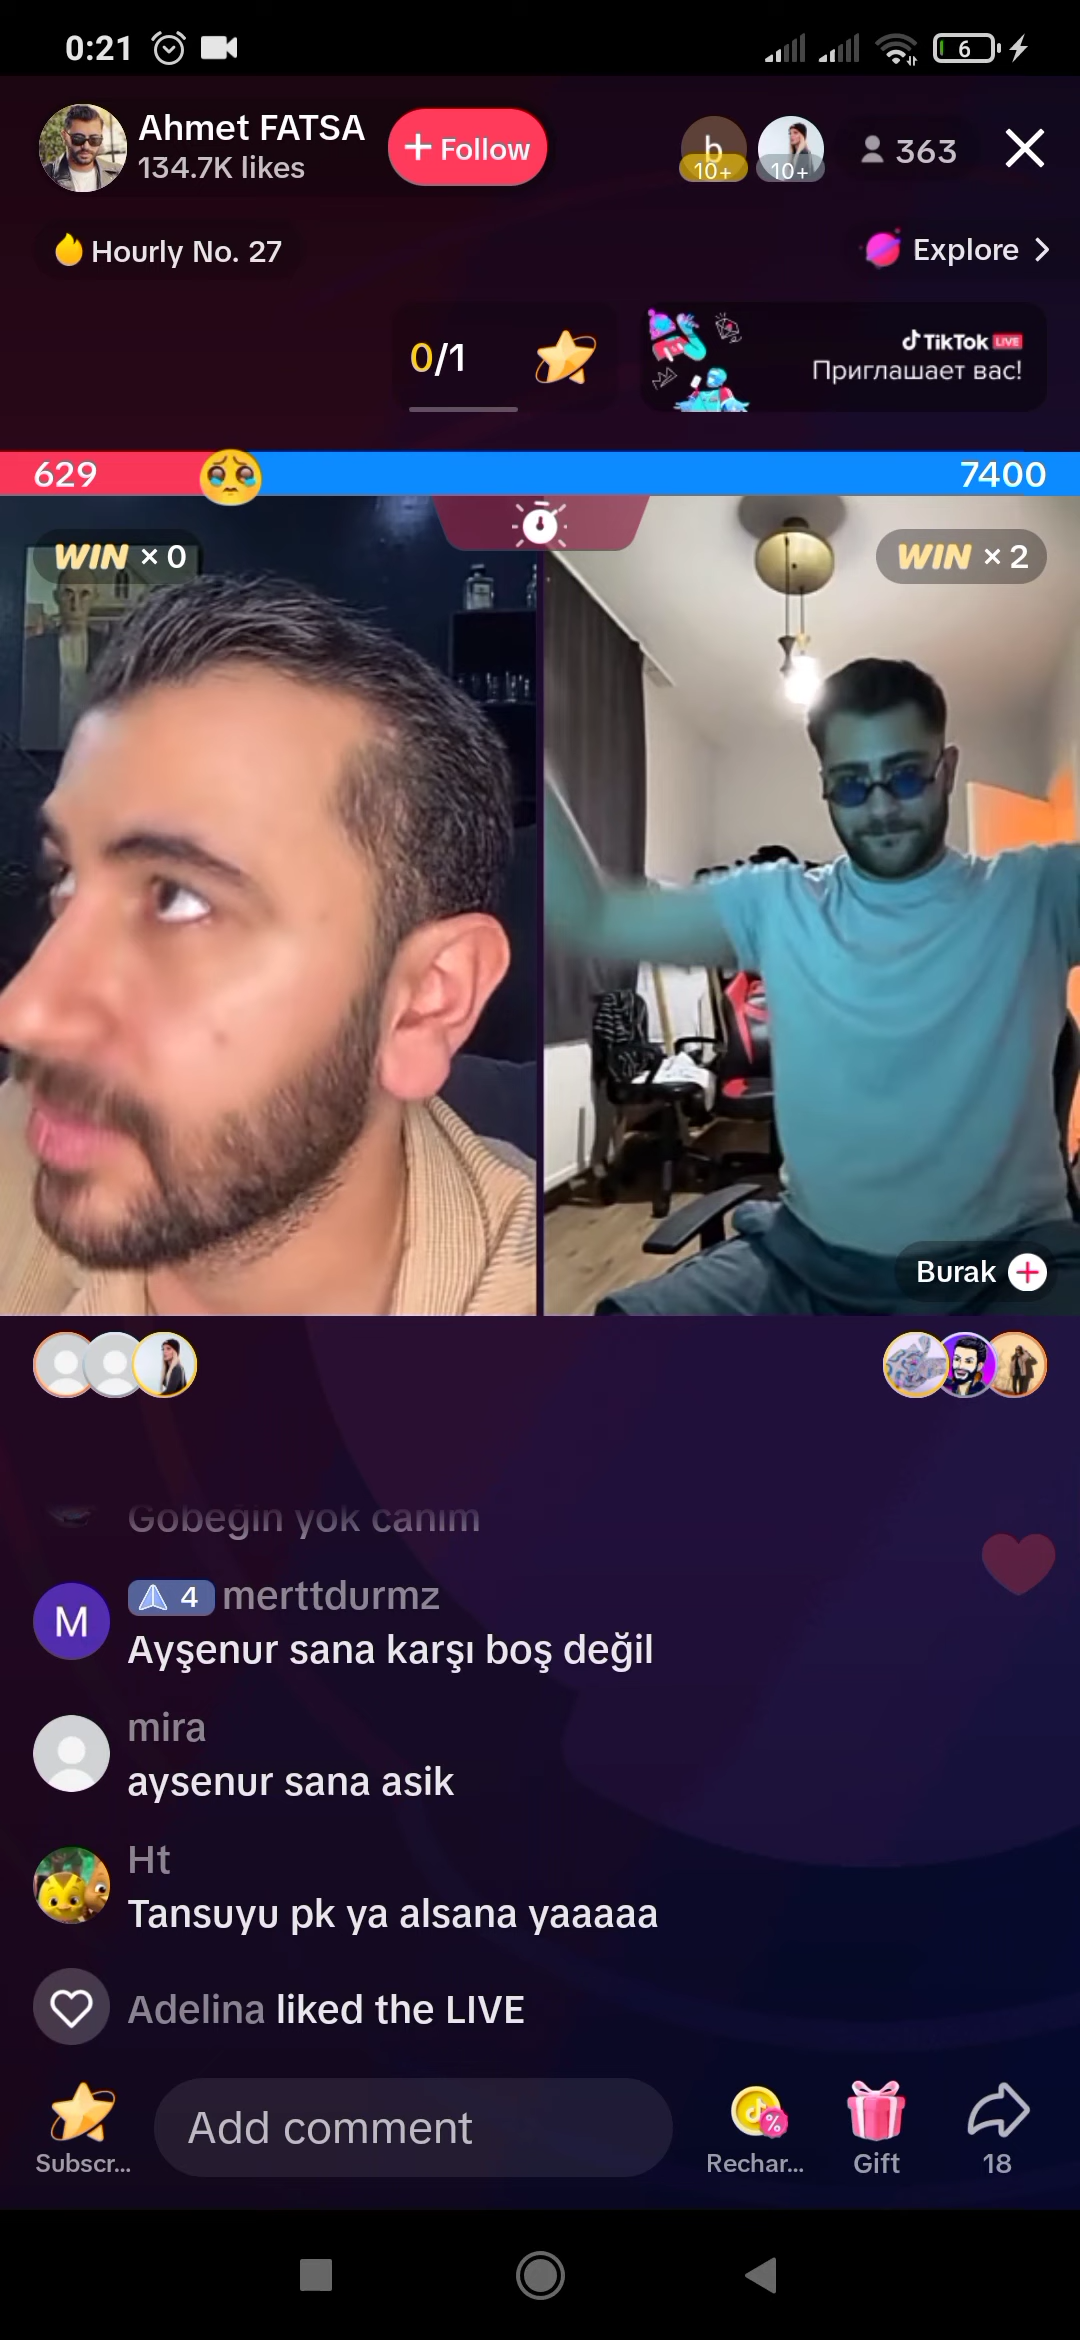 0:21
6
Ahmet FATSA
134.7K likes
+ Follow
b
10+
10+
363
Hourly No. 27
Explore
0/1
TikTok LIVE
Приглашает вас!
629
7400
WIN × 0
WIN × 2
Burak
Göbeğin yok canım
4 merttdurmz
M
Ayşenur sana karşı boş değil
mira
aysenur sana asik
Ht
Tansuyu pk ya alsana yaaaaa
Adelina liked the LIVE
Add comment
Subscr...
Rechar...
Gift
18